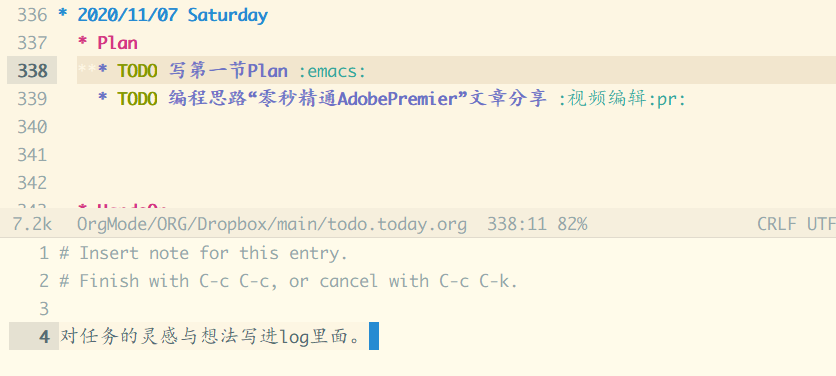 336 * 2020/11/07 Saturday
337 * Plan
338 *** TODO 写第一节Plan :emacs:
339 * TODO 编程思路“零秒精通AdobePremier”文章分享 :视频编辑:pr:
340
341
342
7.2k OrgMode/ORG/Dropbox/main/todo.today.org 338:11 82% CRLF UTF
1 # Insert note for this entry.
2 # Finish with C-c C-c, or cancel with C-c C-k.
3
4 对任务的灵感与想法写进log里面。